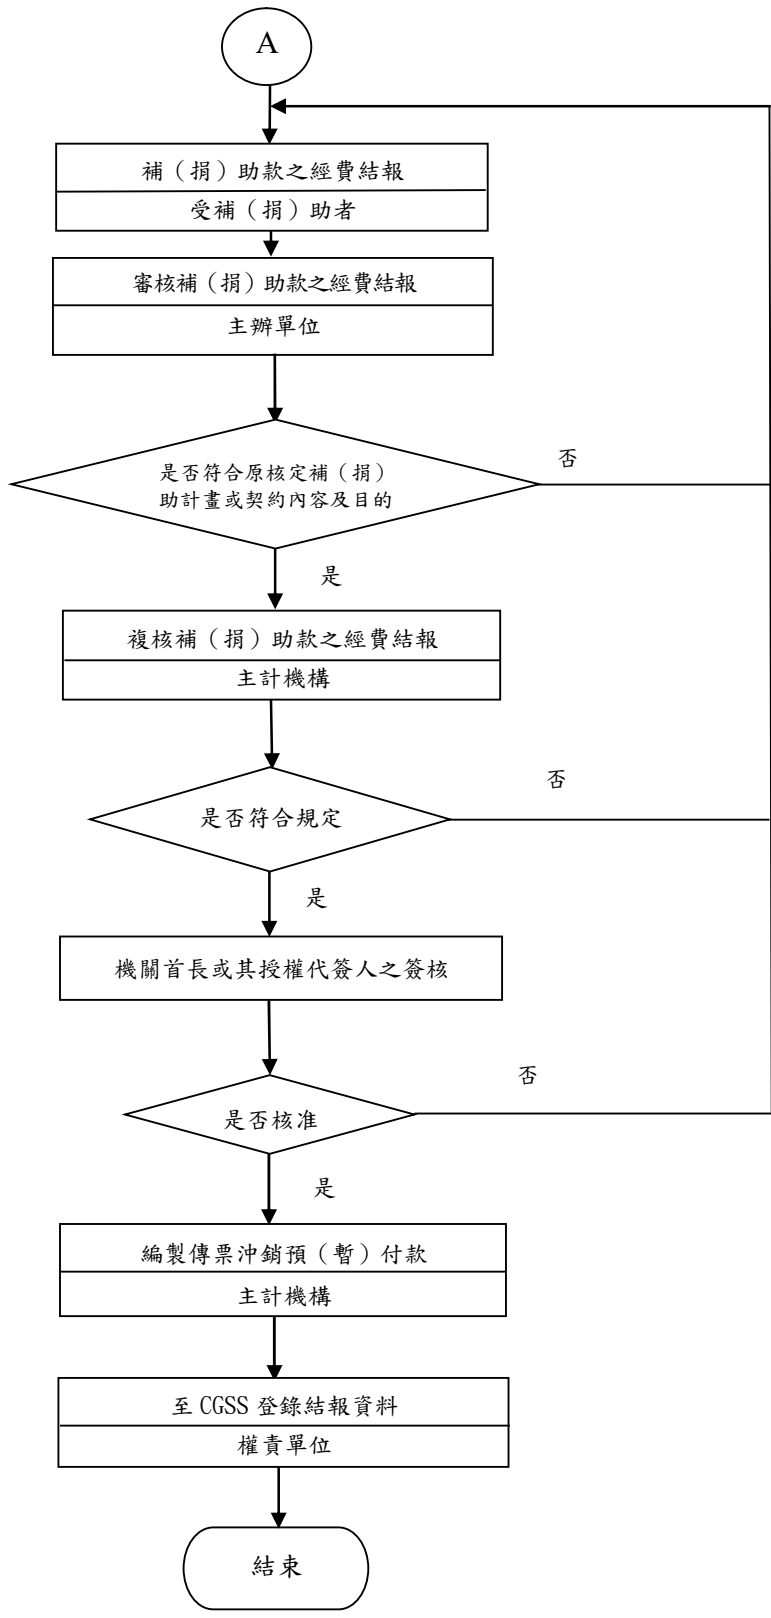 A
補（捐）助款之經費結報
受補（捐）助者
審核補（捐）助款之經費結報
主辦單位
是否符合原核定補（捐）
助計畫或契約內容及目的
否
是
複核補（捐）助款之經費結報
主計機構
是否符合規定
否
是
機關首長或其授權代簽人之簽核
是否核准
否
是
編製傳票沖銷預（暫）付款
主計機構
至 CGSS 登錄結報資料
權責單位
結束